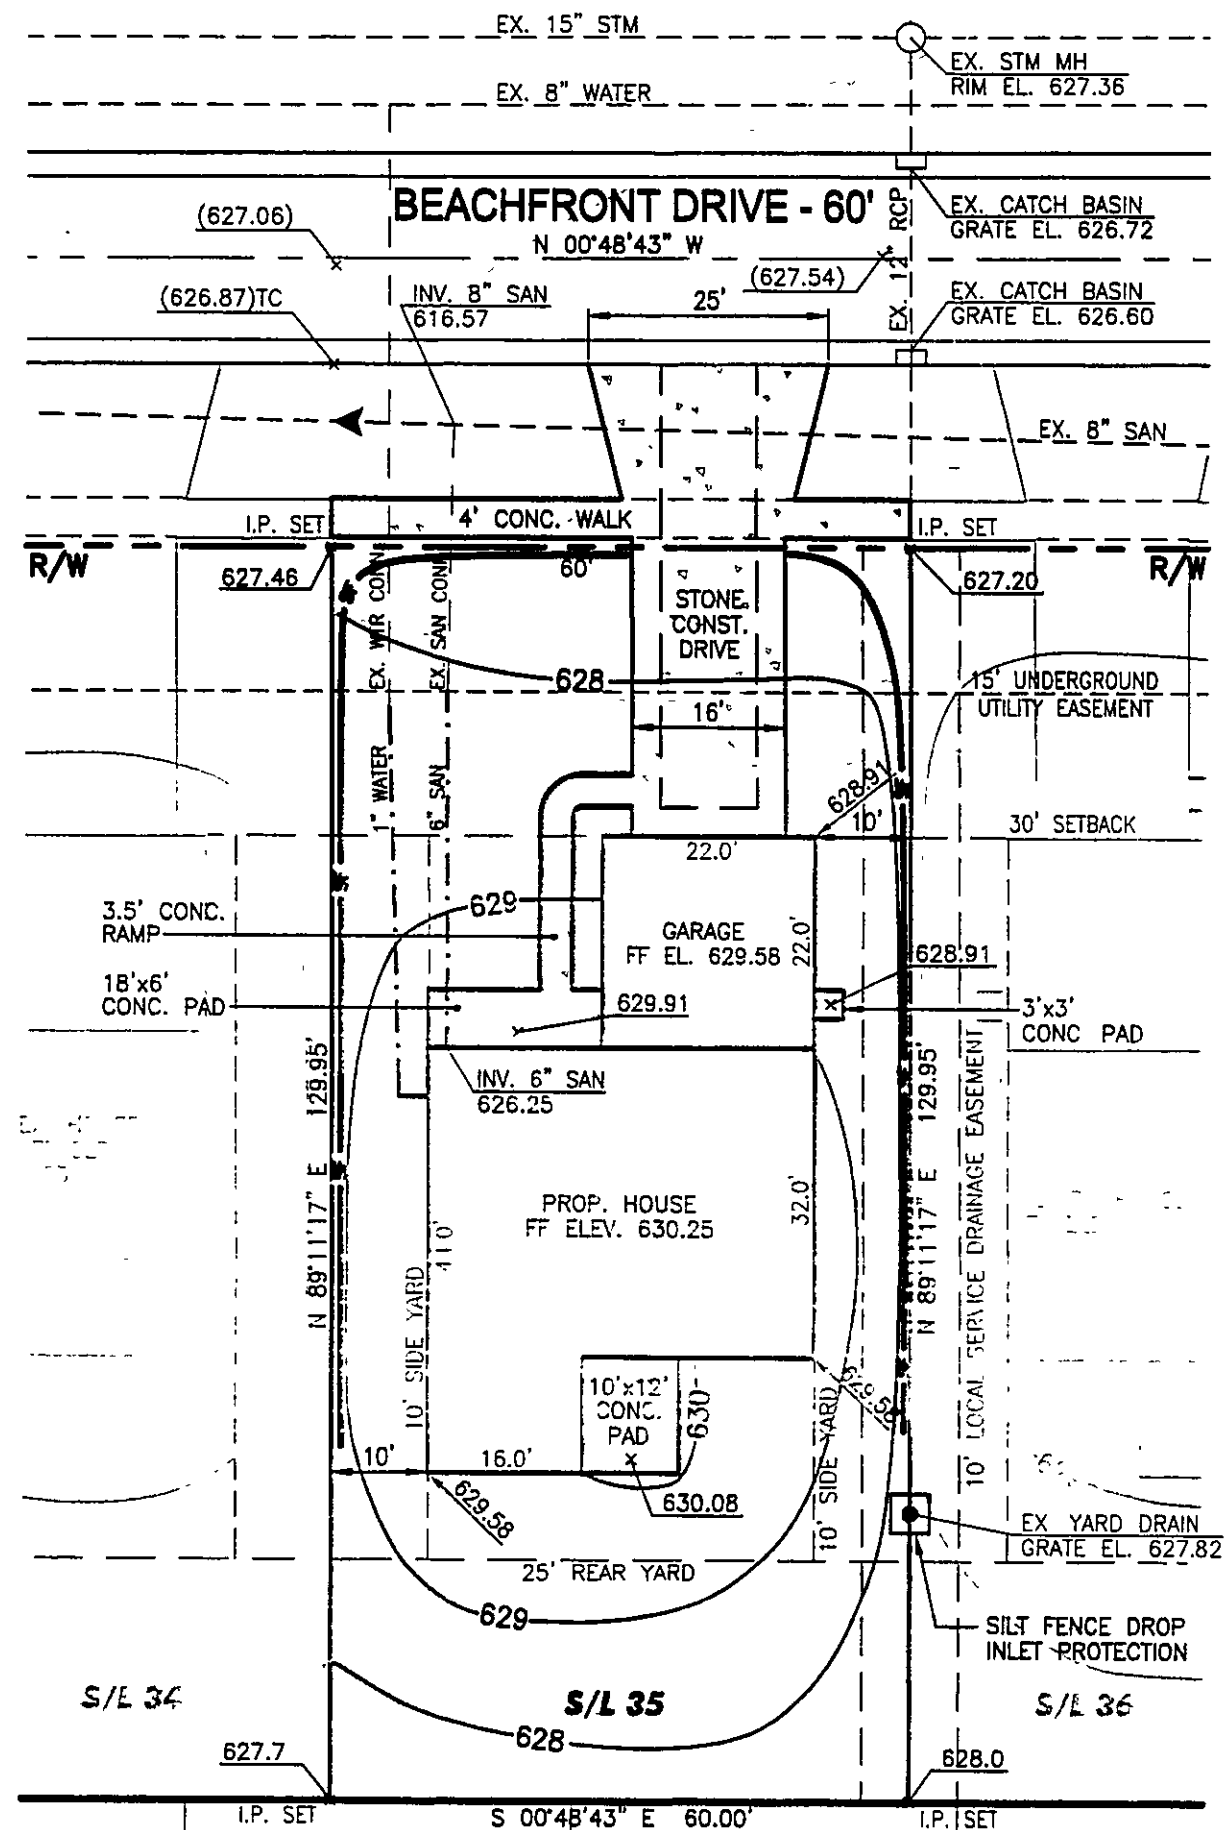 EX. 15" STM
EX. STM MH
RIM EL. 627.36
EX. 8" WATER
BEACHFRONT DRIVE - 60'
N 00°48'43" W
EX. 12" RCP
EX. CATCH BASIN
GRATE EL. 626.72
(627.06)
(627.54)
(626.87)TC
INV. 8" SAN
616.57
25'
EX. CATCH BASIN
GRATE EL. 626.60
EX. 8" SAN
I.P. SET
4' CONC. WALK
I.P. SET
R/W
R/W
627.46
60'
627.20
EX. WTR CONN
EX. SAN CONN
STONE
CONST.
DRIVE
628
15' UNDERGROUND
UTILITY EASEMENT
16'
1" WATER
6" SAN
628.91
10'
30' SETBACK
22.0'
629
3.5' CONC.
RAMP
GARAGE
FF EL. 629.58
22.0'
628.91
18'x6'
CONC. PAD
629.91
3'x3'
CONC PAD
INV. 6" SAN
626.25
N 89°11'17" E 129.95'
N 89°11'17" E 129.95'
10' LOCAL SERVICE DRAINAGE EASEMENT
PROP. HOUSE
FF ELEV. 630.25
41.0'
32.0'
10' SIDE YARD
10' SIDE YARD
10'x12'
CONC.
PAD
630
629.58
10'
16.0'
629.58
630.08
EX YARD DRAIN
GRATE EL. 627.82
25' REAR YARD
629
SILT FENCE DROP
INLET PROTECTION
S/L 34
S/L 35
S/L 36
628
627.7
628.0
I.P. SET
S 00°48'43" E 60.00'
I.P. SET